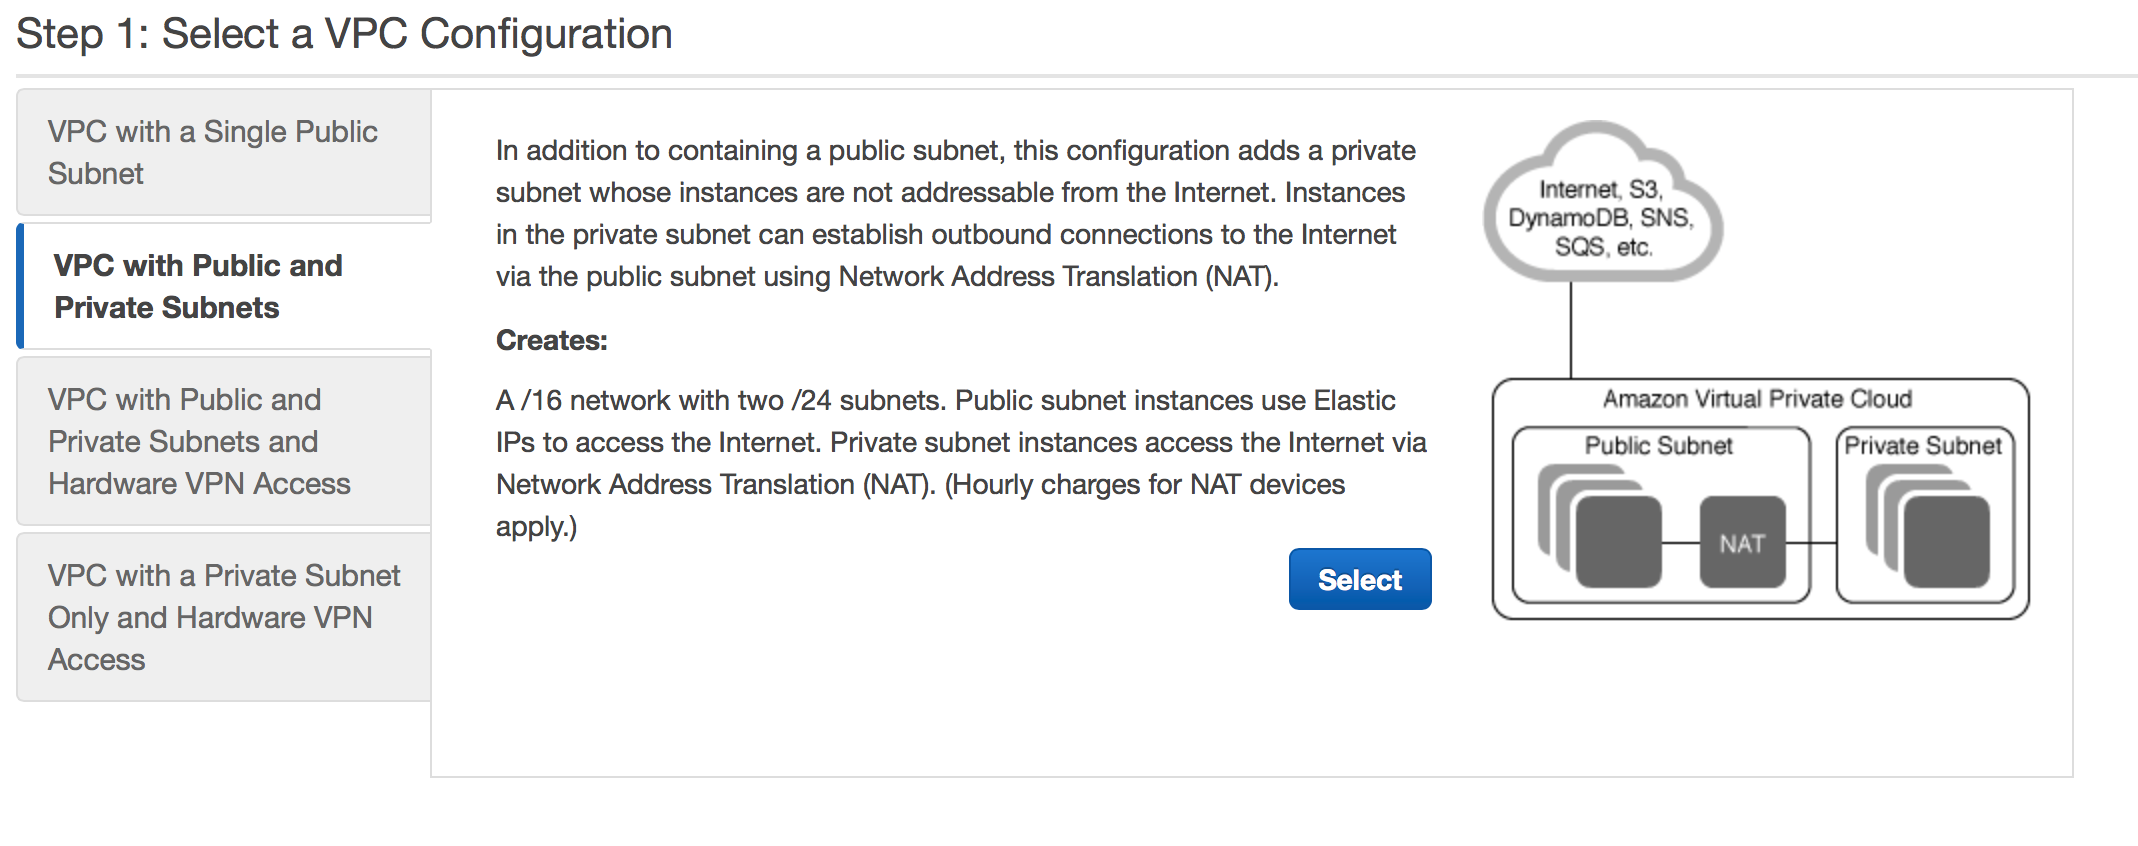 Step 1: Select a VPC Configuration
VPC with a Single Public
Subnet
VPC with Public and
Private Subnets
VPC with Public and
Private Subnets and
Hardware VPN Access
VPC with a Private Subnet
Only and Hardware VPN
Access
In addition to containing a public subnet, this configuration adds a private
subnet whose instances are not addressable from the Internet. Instances
in the private subnet can establish outbound connections to the Internet
via the public subnet using Network Address Translation (NAT).
Creates:
A /16 network with two /24 subnets. Public subnet instances use Elastic
IPs to access the Internet. Private subnet instances access the Internet via
Network Address Translation (NAT). (Hourly charges for NAT devices
apply.)
Select
Internet, S3,
DynamoDB, SNS,
SQS, etc.
Amazon Virtual Private Cloud
Public Subnet
Private Subnet
NAT